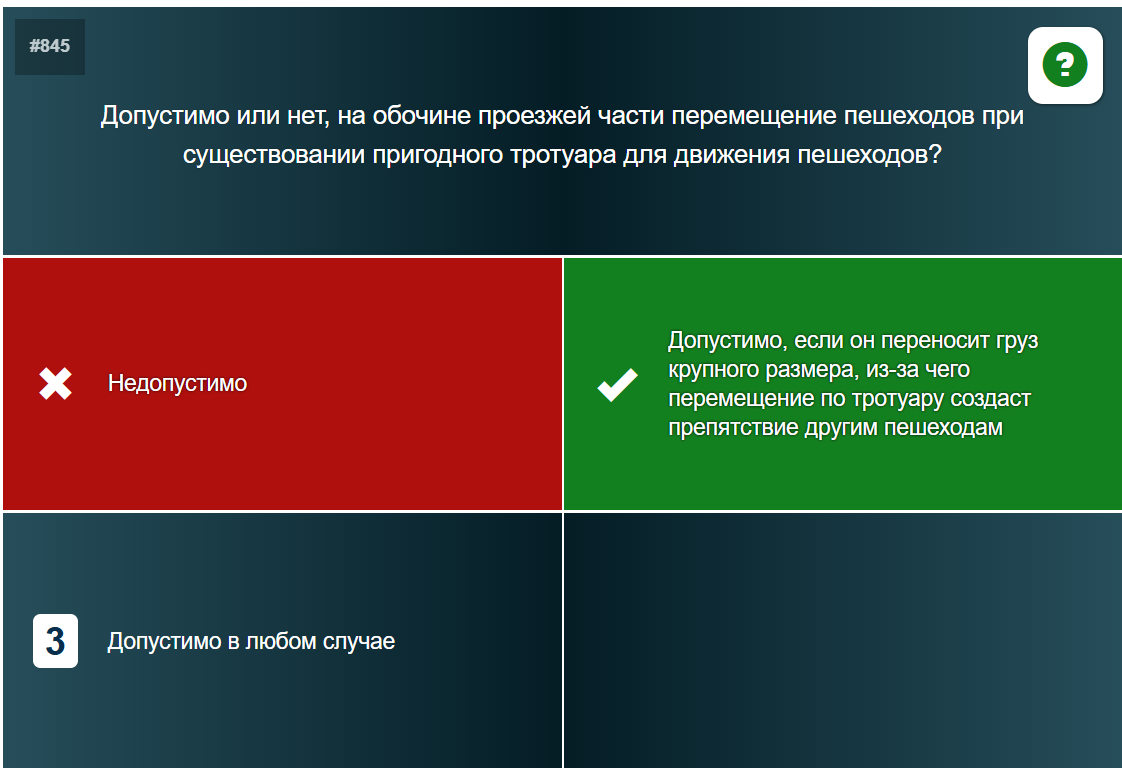 #845
?
Допустимо или нет, на обочине проезжей части перемещение пешеходов при
существовании пригодного тротуара для движения пешеходов?
Недопустимо
Допустимо, если он переносит груз
крупного размера, из-за чего
перемещение по тротуару создаст
препятствие другим пешеходам
3
Допустимо в любом случае